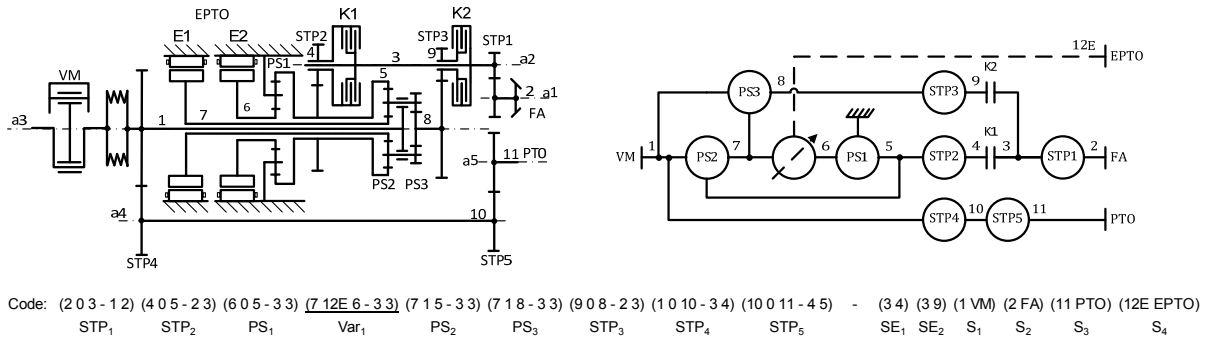 EPTO
E1 E2 STP2 K1 K2
PS1 4 3 STP3 9 STP1
VM a2
5 2 a1
6 FA
a3 1 7 8
a5 11 PTO
PS2 PS3
a4 10
STP4 STP5
12E
EPTO
PS3 8 STP3 9 K2
VM 1 PS2 7 6 PS1 5 STP2 4 K1 3 STP1 2 FA
STP4 10 STP5 11 PTO
Code: (2 0 3 - 1 2) (4 0 5 - 2 3) (6 0 5 - 3 3) (7 12E 6 - 3 3) (7 1 5 - 3 3) (7 1 8 - 3 3) (9 0 8 - 2 3) (1 0 10 - 3 4) (10 0 11 - 4 5) - (3 4) (3 9) (1 VM) (2 FA) (11 PTO) (12E EPTO)
STP₁ STP₂ PS₁ Var₁ PS₂ PS₃ STP₃ STP₄ STP₅ SE₁ SE₂ S₁ S₂ S₃ S₄